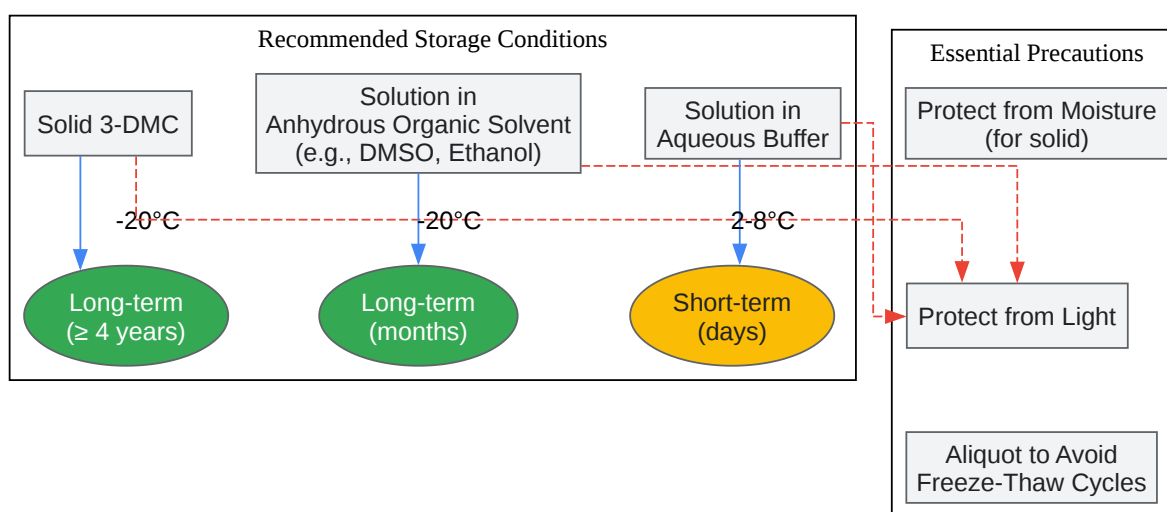 Recommended Storage Conditions
Essential Precautions
Solid 3-DMC
Solution in
Anhydrous Organic Solvent
(e.g., DMSO, Ethanol)
Solution in
Aqueous Buffer
Protect from Moisture
(for solid)
-20°C
-20°C
2-8°C
Long-term
(≥ 4 years)
Long-term
(months)
Short-term
(days)
Protect from Light
Aliquot to Avoid
Freeze-Thaw Cycles